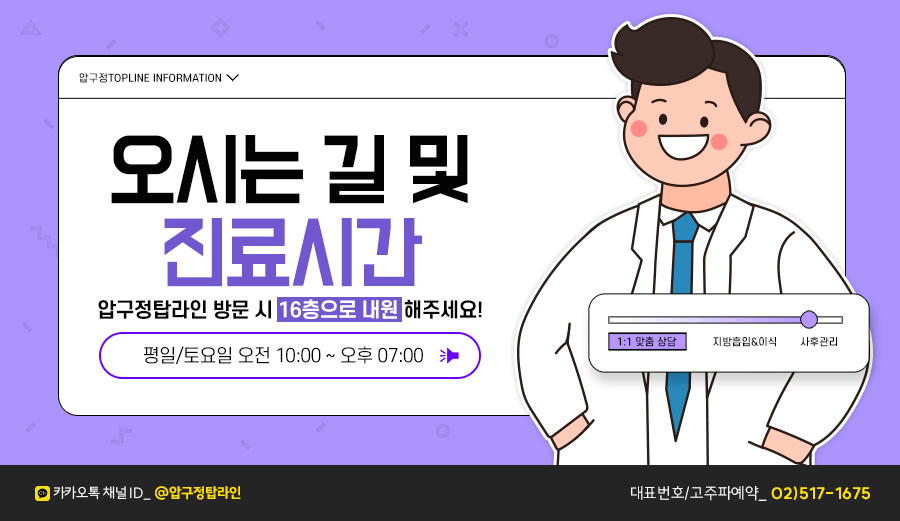 압구정TOPLINE INFORMATION
오시는 길 및
진료시간
압구정탑라인 방문 시 16층으로 내원 해주세요!
평일/토요일 오전 10:00 ~ 오후 07:00
1:1 맞춤 상담 지방흡입&이식 사후관리
카카오톡 채널 ID_ @압구정탑라인
대표번호/고주파예약_ 02)517-1675